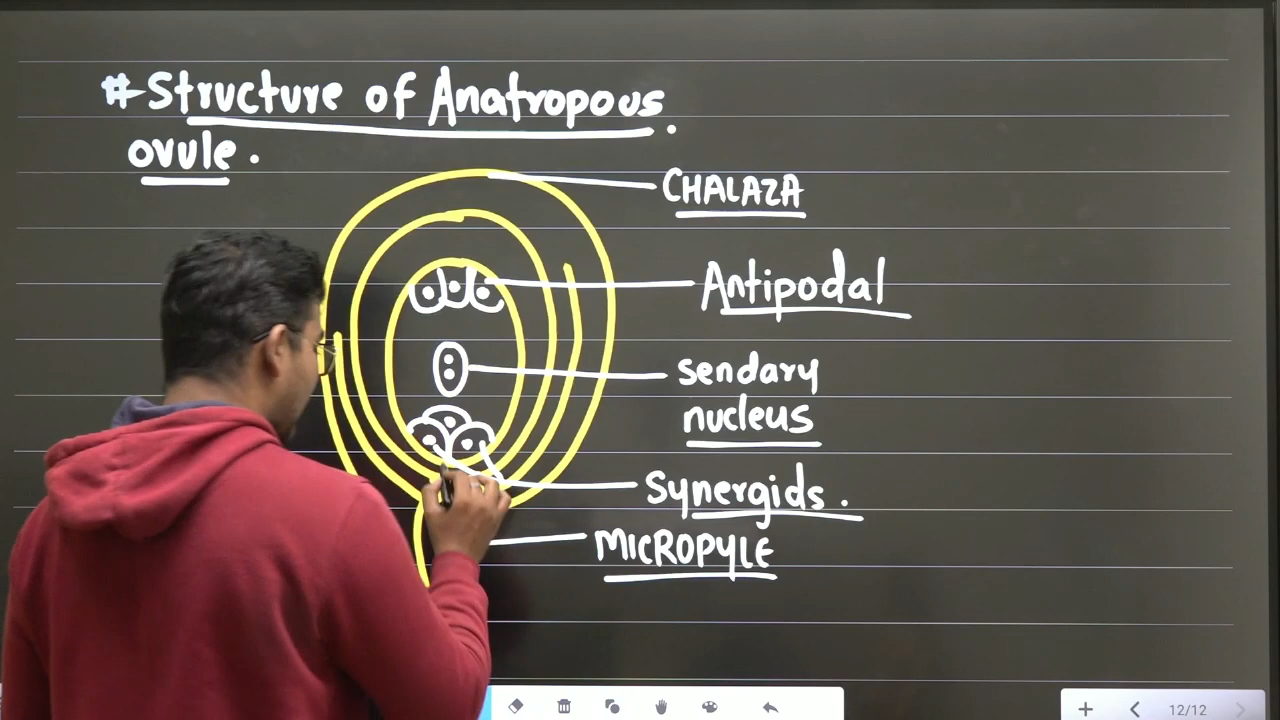 # Structure of Anatropous
ovule.
CHALAZA
Antipodal
sendary
nucleus
Synergids.
MICROPYLE
12/12